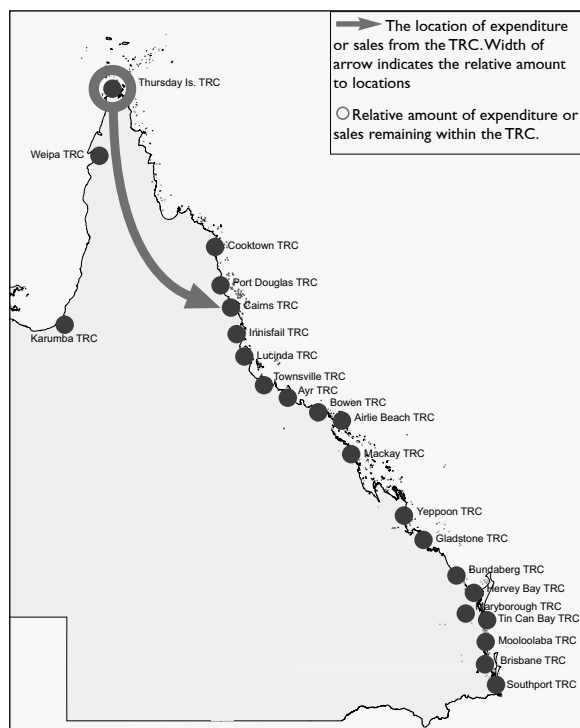 The location of expenditure
or sales from the TRC. Width of
arrow indicates the relative amount
to locations
Relative amount of expenditure or
sales remaining within the TRC.
Thursday Is. TRC
Weipa TRC
Cooktown TRC
Port Douglas TRC
Cairns TRC
Karumba TRC
Innisfail TRC
Lucinda TRC
Townsville TRC
Ayr TRC
Bowen TRC
Airlie Beach TRC
Mackay TRC
Yeppoon TRC
Gladstone TRC
Bundaberg TRC
Hervey Bay TRC
Maryborough TRC
Tin Can Bay TRC
Mooloolaba TRC
Brisbane TRC
Southport TRC